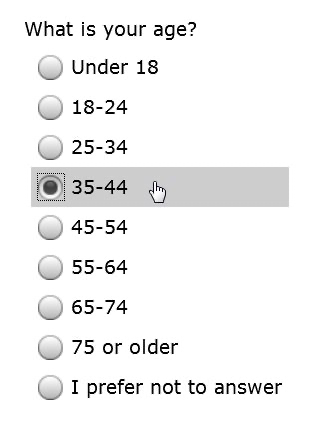 What is your age?
Under 18
18-24
25-34
35-44
45-54
55-64
65-74
75 or older
I prefer not to answer